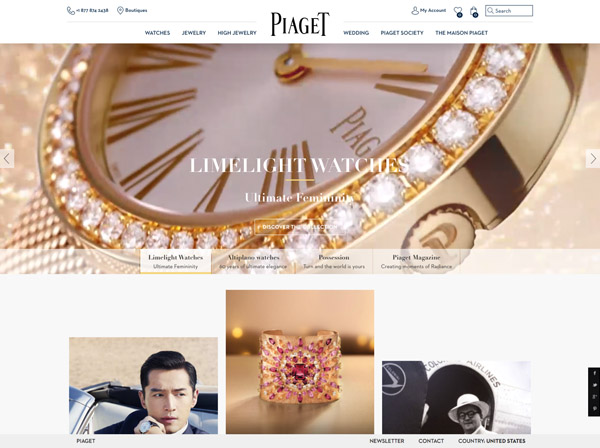 +1 877 874 2438
Boutiques
My Account
0
0
Search
WATCHES
JEWELRY
HIGH JEWELRY
PIAGET
WEDDING
PIAGET SOCIETY
THE MAISON PIAGET
PIAGET
LIMELIGHT WATCHES
Ultimate Femininity
DISCOVER THE COLLECTION
Limelight Watches
Ultimate Femininity
Altiplano watches
60 years of ultimate elegance
Possession
Turn and the world is yours
Piaget Magazine
Creating moments of Radiance
AIRLINES
PIAGET
NEWSLETTER
CONTACT
COUNTRY: UNITED STATES